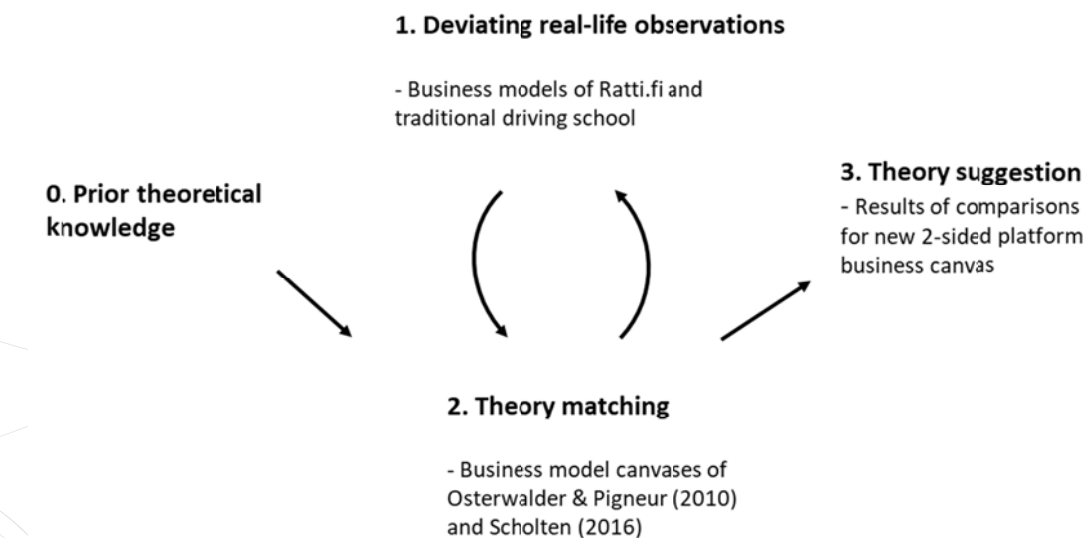 1. Deviating real-life observations
- Business models of Ratti.fi and
traditional driving school
0. Prior theoretical
knowledge
3. Theory suggestion
- Results of comparisons
for new 2-sided platform
business canvas
2. Theory matching
- Business model canvases of
Osterwalder & Pigneur (2010)
and Scholten (2016)